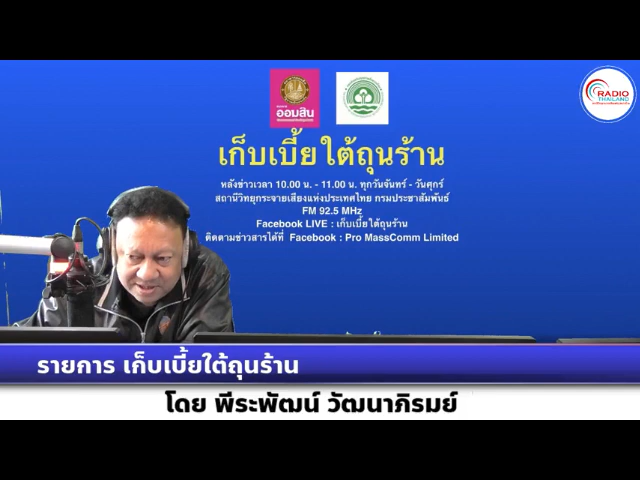 RADIO
THAILAND
ออมสิน
เก็บเบี้ยใต้ถุนร้าน
หลังข่าวเวลา 10.00 น. - 11.00 น. ทุกวันจันทร์ - วันศุกร์
สถานีวิทยุกระจายเสียงแห่งประเทศไทย กรมประชาสัมพันธ์
FM 92.5 MHz
Facebook LIVE : เก็บเบี้ยใต้ถุนร้าน
ติดตามข่าวสารได้ที่ Facebook : Pro MassComm Limited
รายการ เก็บเบี้ยใต้ถุนร้าน
โดย พีระพัฒน์ วัฒนาภิรมย์